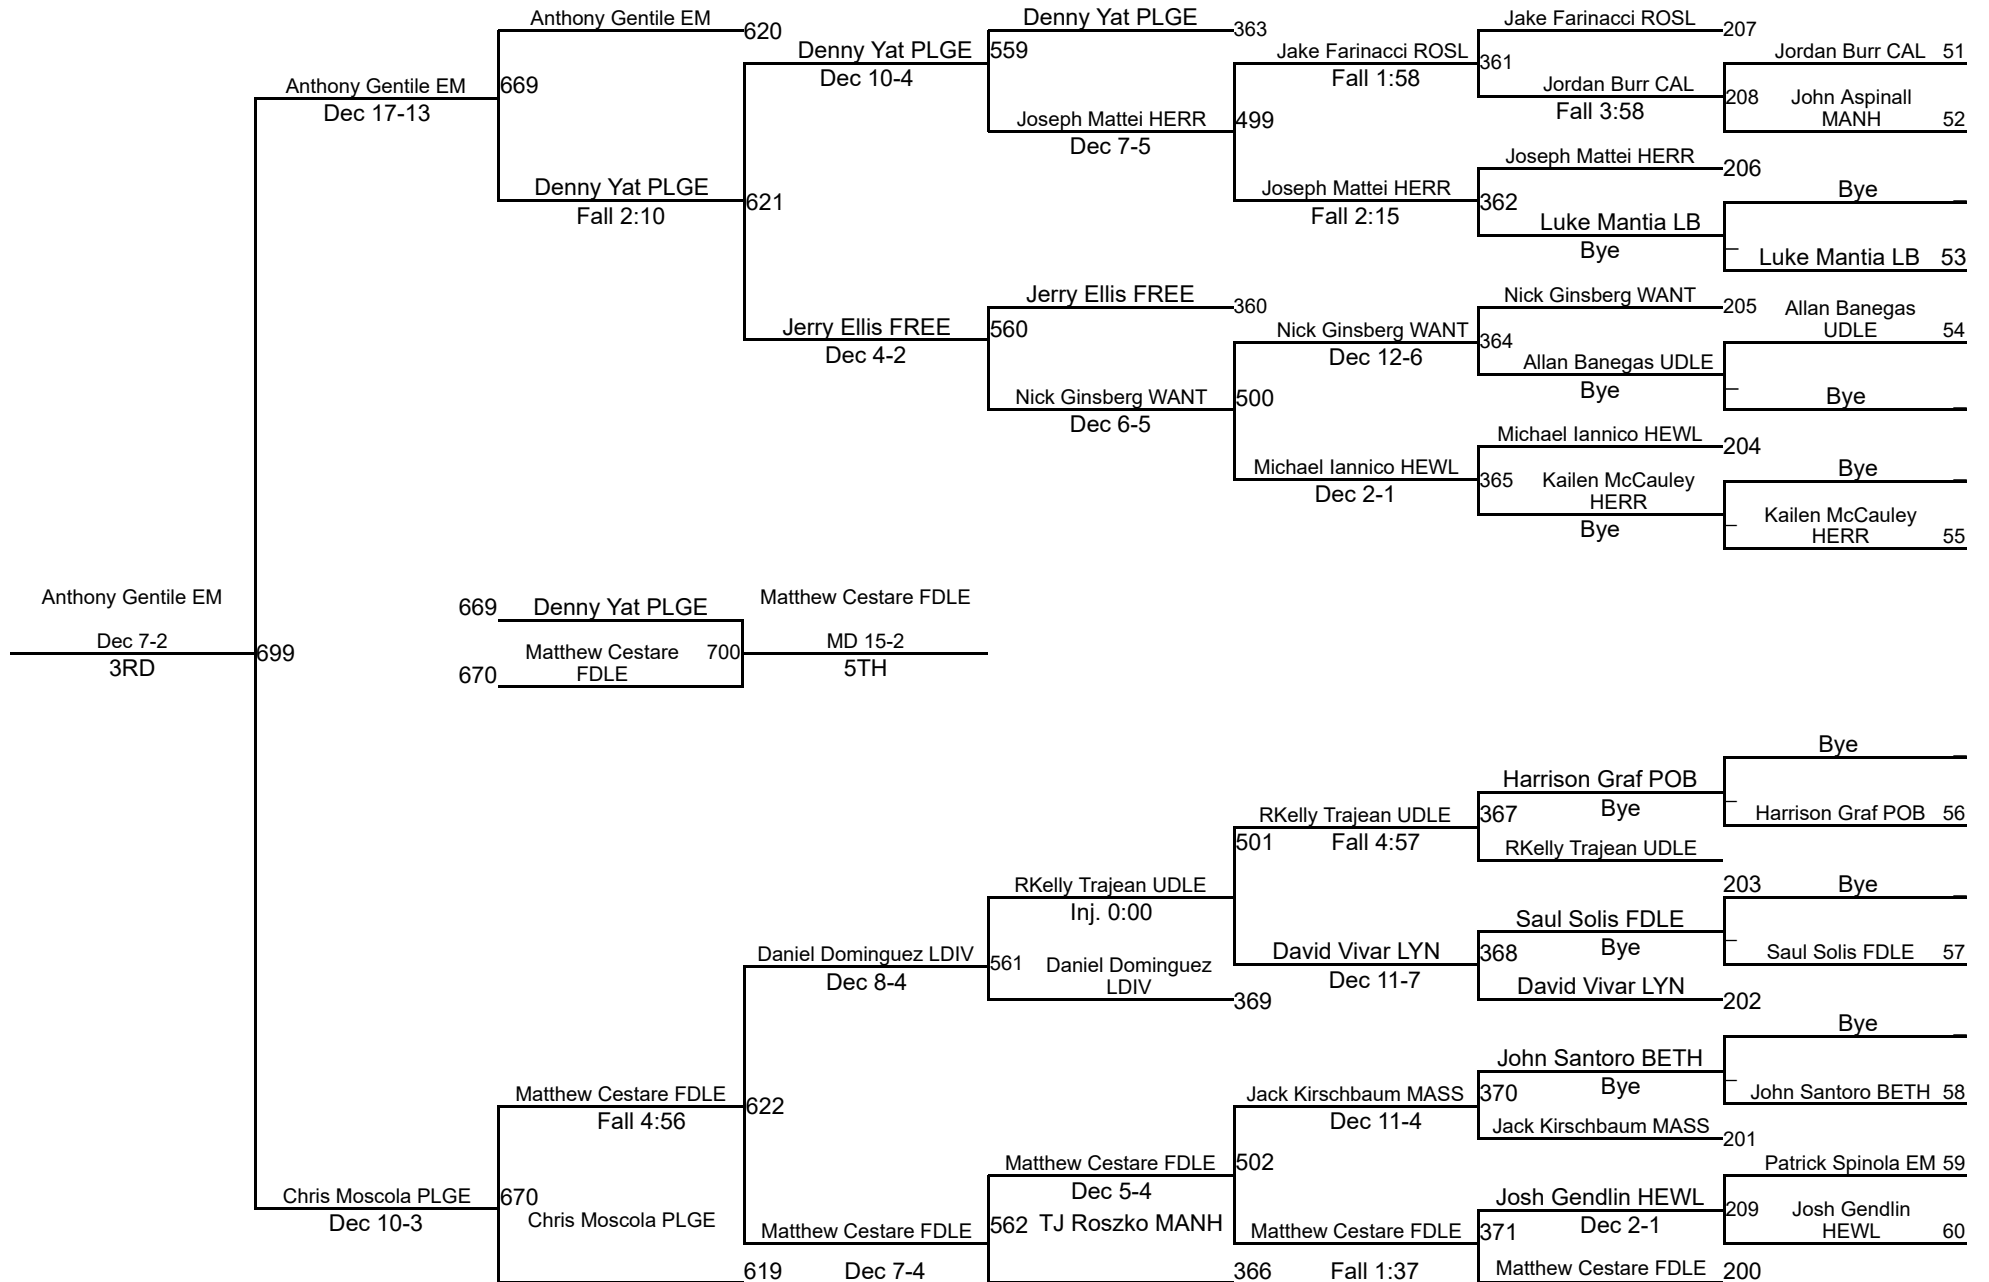 Anthony Gentile EM
620
Denny Yat PLGE
363
Jake Farinacci ROSL
207
Denny Yat PLGE
559
Jake Farinacci ROSL
361
Jordan Burr CAL 51
Anthony Gentile EM
669
Dec 10-4
Fall 1:58
Jordan Burr CAL
208
John Aspinall
MANH
52
Dec 17-13
Joseph Mattei HERR
499
Fall 3:58
Dec 7-5
Joseph Mattei HERR
206
Denny Yat PLGE
621
Joseph Mattei HERR
362
Bye
Fall 2:10
Fall 2:15
Luke Mantia LB
Bye
Luke Mantia LB 53
Jerry Ellis FREE
360
Nick Ginsberg WANT
205
Allan Banegas
UDLE
54
Jerry Ellis FREE
560
Nick Ginsberg WANT
364
Dec 4-2
Dec 12-6
Allan Banegas UDLE
Nick Ginsberg WANT
500
Bye
Bye
Dec 6-5
Michael Iannico HEWL
204
Michael Iannico HEWL
365
Kailen McCauley
HERR
Bye
Dec 2-1
Bye
Kailen McCauley
HERR
55
Anthony Gentile EM
669
Denny Yat PLGE
Matthew Cestare FDLE
Dec 7-2
699
Matthew Cestare
FDLE
700
MD 15-2
3RD
670
5TH
Bye
Harrison Graf POB
RKelly Trajean UDLE
367
Bye
Harrison Graf POB 56
501
Fall 4:57
RKelly Trajean UDLE
RKelly Trajean UDLE
203
Bye
Inj. 0:00
Saul Solis FDLE
Daniel Dominguez LDIV
561
Daniel Dominguez
LDIV
David Vivar LYN
368
Bye
Saul Solis FDLE 57
Dec 8-4
369
Dec 11-7
David Vivar LYN
202
Bye
John Santoro BETH
Matthew Cestare FDLE
622
Jack Kirschbaum MASS
370
Bye
John Santoro BETH 58
Fall 4:56
Dec 11-4
Jack Kirschbaum MASS
201
Matthew Cestare FDLE
502
Patrick Spinola EM 59
Chris Moscola PLGE
670
Dec 5-4
Josh Gendlin HEWL
209
Josh Gendlin
HEWL
60
Dec 10-3
Chris Moscola PLGE
Matthew Cestare FDLE
562
TJ Roszko MANH
Matthew Cestare FDLE
371
Dec 2-1
619
Dec 7-4
366
Fall 1:37
Matthew Cestare FDLE
200